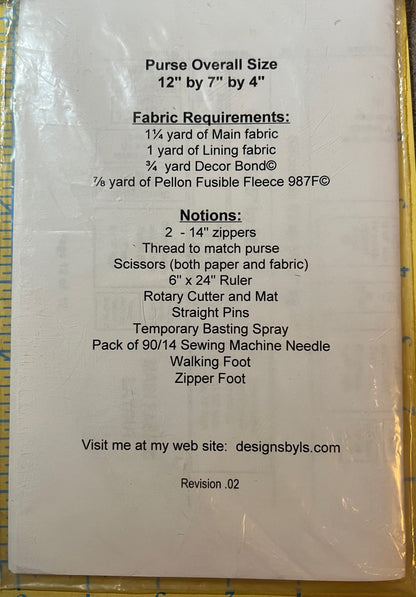 Purse Overall Size
12" by 7" by 4"
Fabric Requirements:
1¼ yard of Main fabric
1 yard of Lining fabric
¾ yard Decor Bond©
⅞ yard of Pellon Fusible Fleece 987F©
Notions:
2 - 14" zippers
Thread to match purse
Scissors (both paper and fabric)
6" x 24" Ruler
Rotary Cutter and Mat
Straight Pins
Temporary Basting Spray
Pack of 90/14 Sewing Machine Needle
Walking Foot
Zipper Foot
Visit me at my web site: designsbyls.com
Revision .02